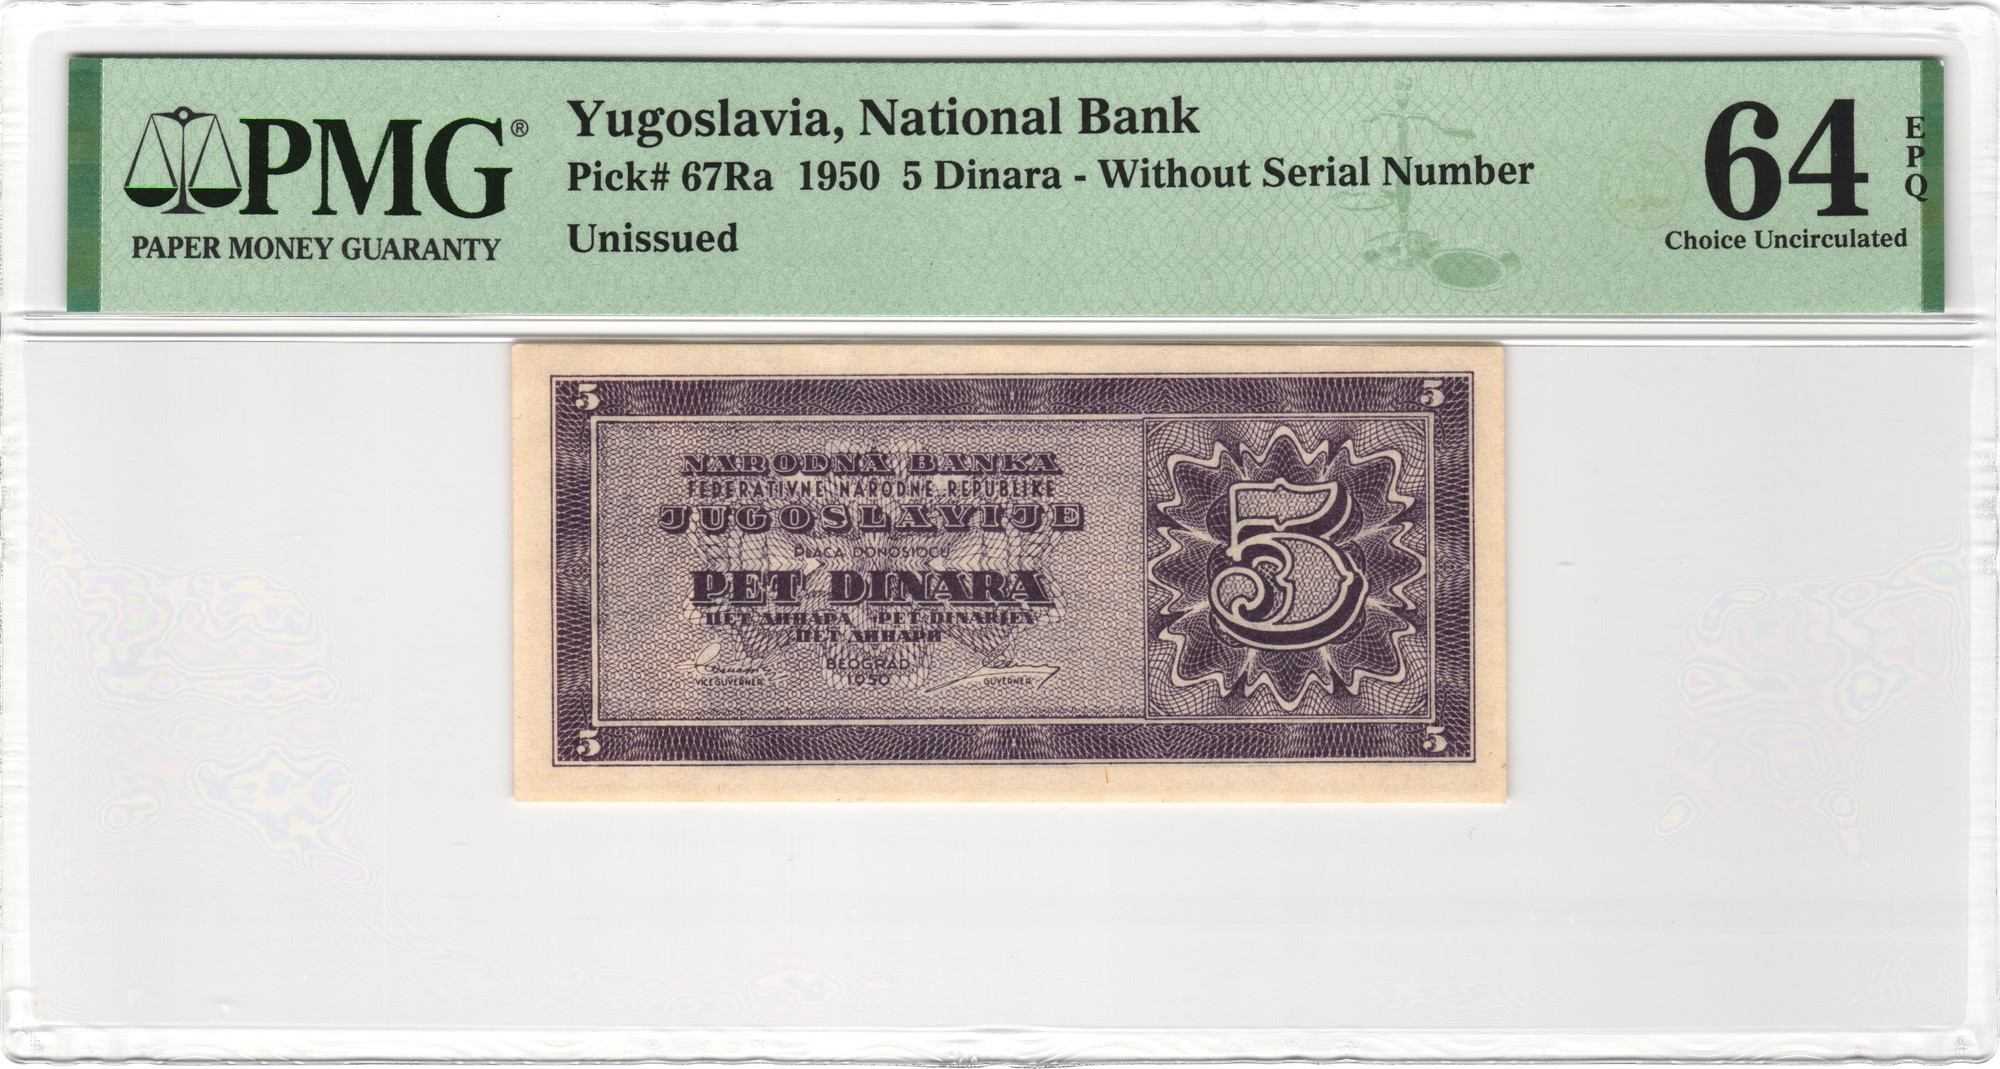 PMG®
PAPER MONEY GUARANTY
Yugoslavia, National Bank
Pick# 67Ra 1950 5 Dinara - Without Serial Number
Unissued
64
EPQ
Choice Uncirculated
5
5
NARODNA BANKA
FEDERATIVNE NARODNE REPUBLIKE
JUGOSLAVIJE
PLAĆA DONOSIOCU
PET DINARA
ПЕТ ДИНАРА PET DINARJEV
ПЕТ ДИНАРИ
BEOGRAD
1950
VICEGUVERNER
GUVERNER
5
5
5